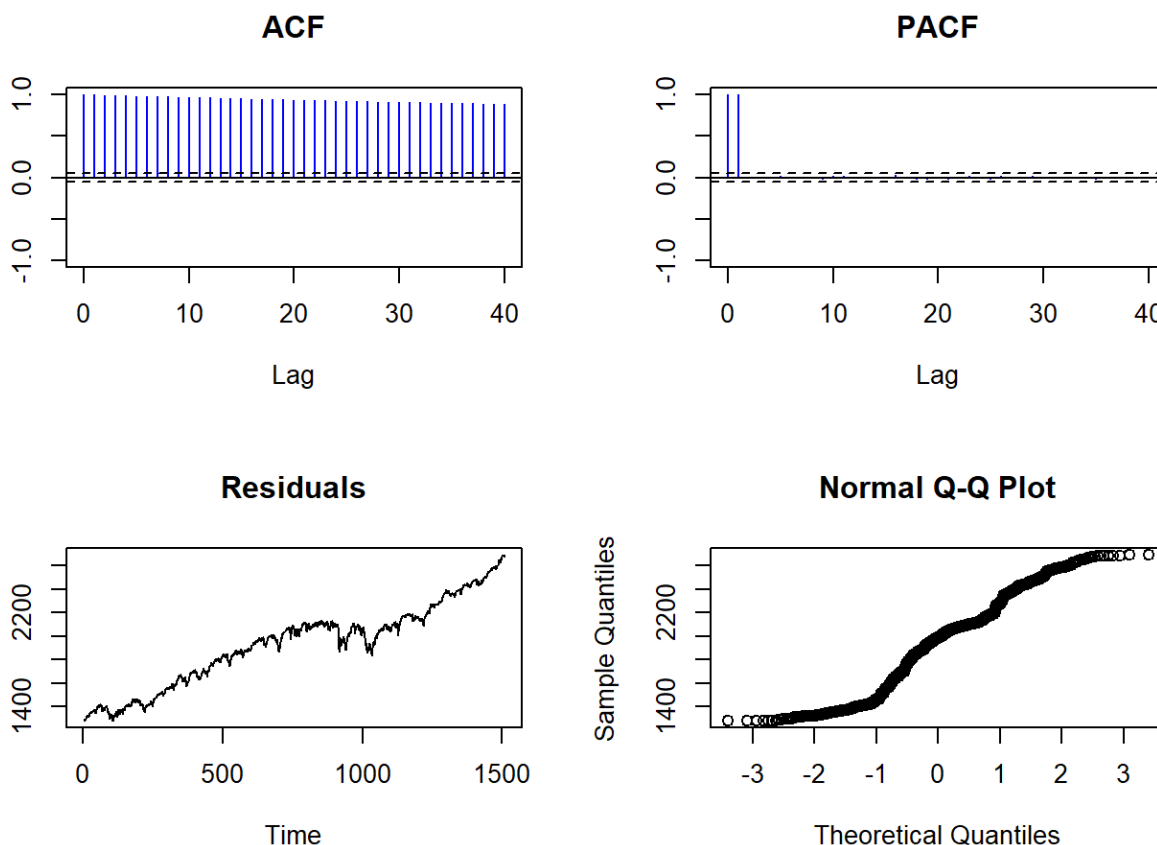 ACF
1.0
0.0
-1.0
0 10 20 30 40
Lag
PACF
1.0
0.0
-1.0
0 10 20 30 40
Lag
Residuals
2200
1400
0 500 1000 1500
Time
Normal Q-Q Plot
Sample Quantiles
2200
1400
-3 -2 -1 0 1 2 3
Theoretical Quantiles